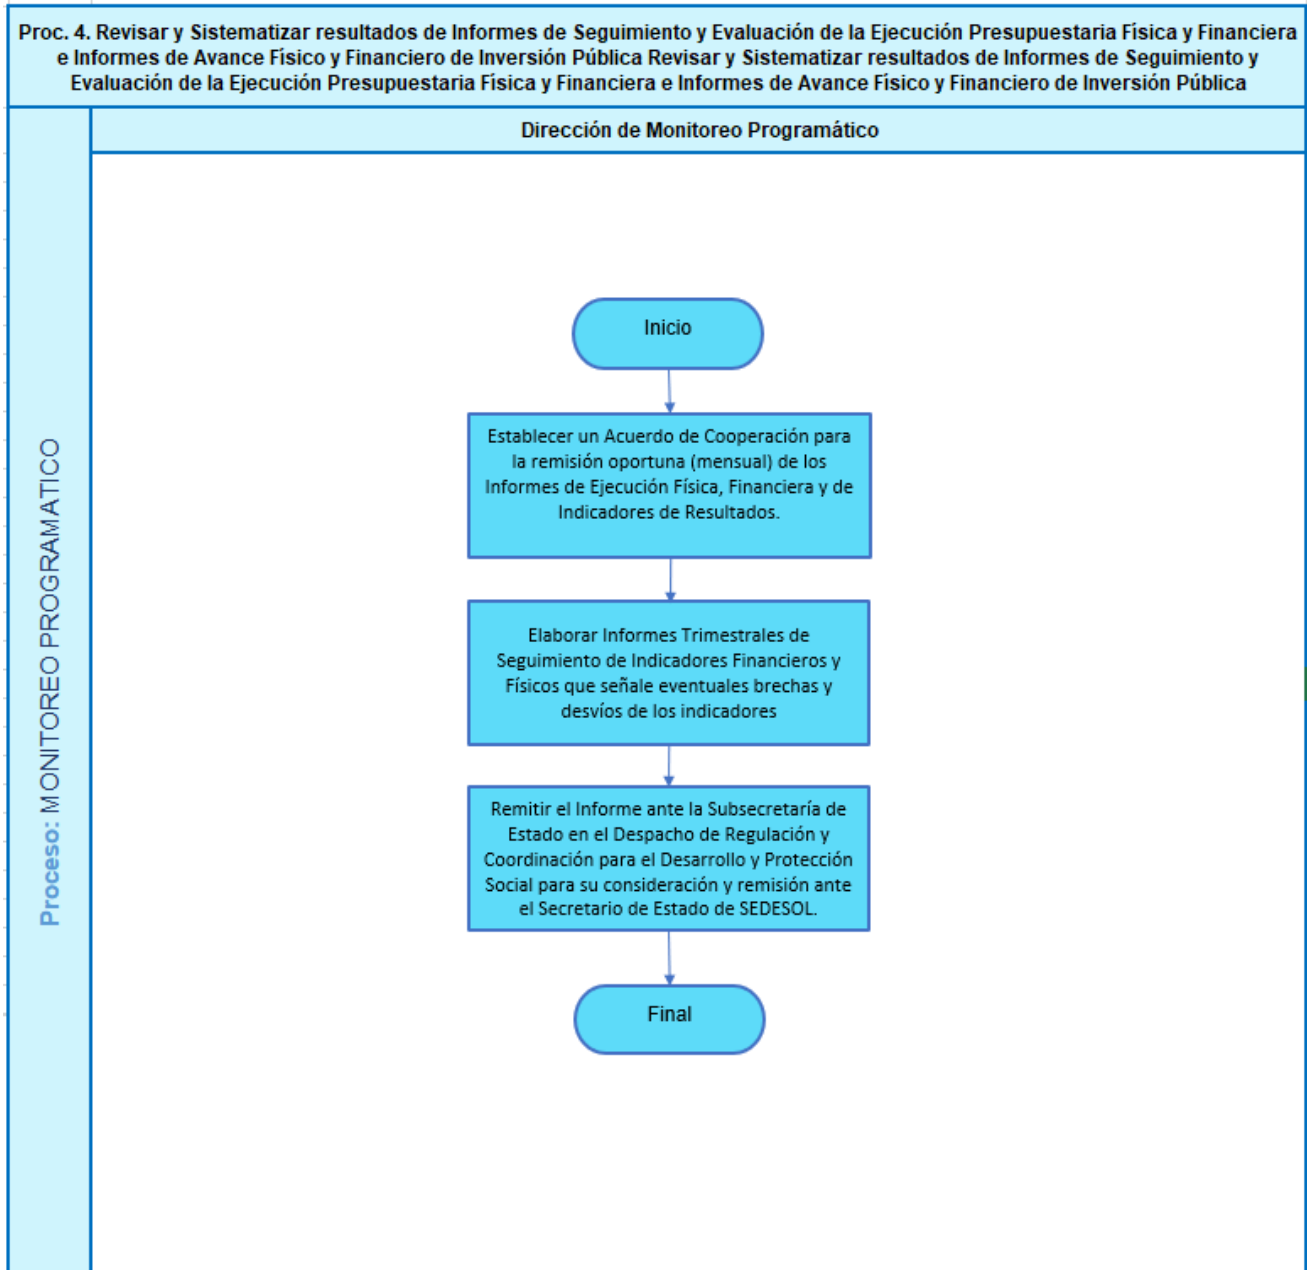 Proc. 4. Revisar y Sistematizar resultados de Informes de Seguimiento y Evaluación de la Ejecución Presupuestaria Física y Financiera
e Informes de Avance Físico y Financiero de Inversión Pública Revisar y Sistematizar resultados de Informes de Seguimiento y
Evaluación de la Ejecución Presupuestaria Física y Financiera e Informes de Avance Físico y Financiero de Inversión Pública
Dirección de Monitoreo Programático
Proceso: MONITOREO PROGRAMATICO
Inicio
Establecer un Acuerdo de Cooperación para
la remisión oportuna (mensual) de los
Informes de Ejecución Física, Financiera y de
Indicadores de Resultados.
Elaborar Informes Trimestrales de
Seguimiento de Indicadores Financieros y
Físicos que señale eventuales brechas y
desvíos de los indicadores
Remitir el Informe ante la Subsecretaría de
Estado en el Despacho de Regulación y
Coordinación para el Desarrollo y Protección
Social para su consideración y remisión ante
el Secretario de Estado de SEDESOL.
Final